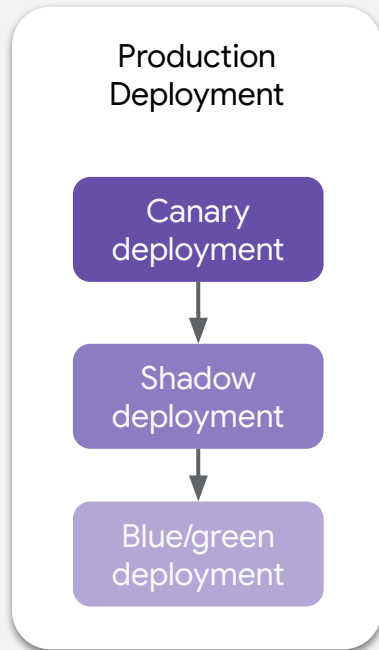 Production
Deployment
Canary
deployment
Shadow
deployment
Blue/green
deployment